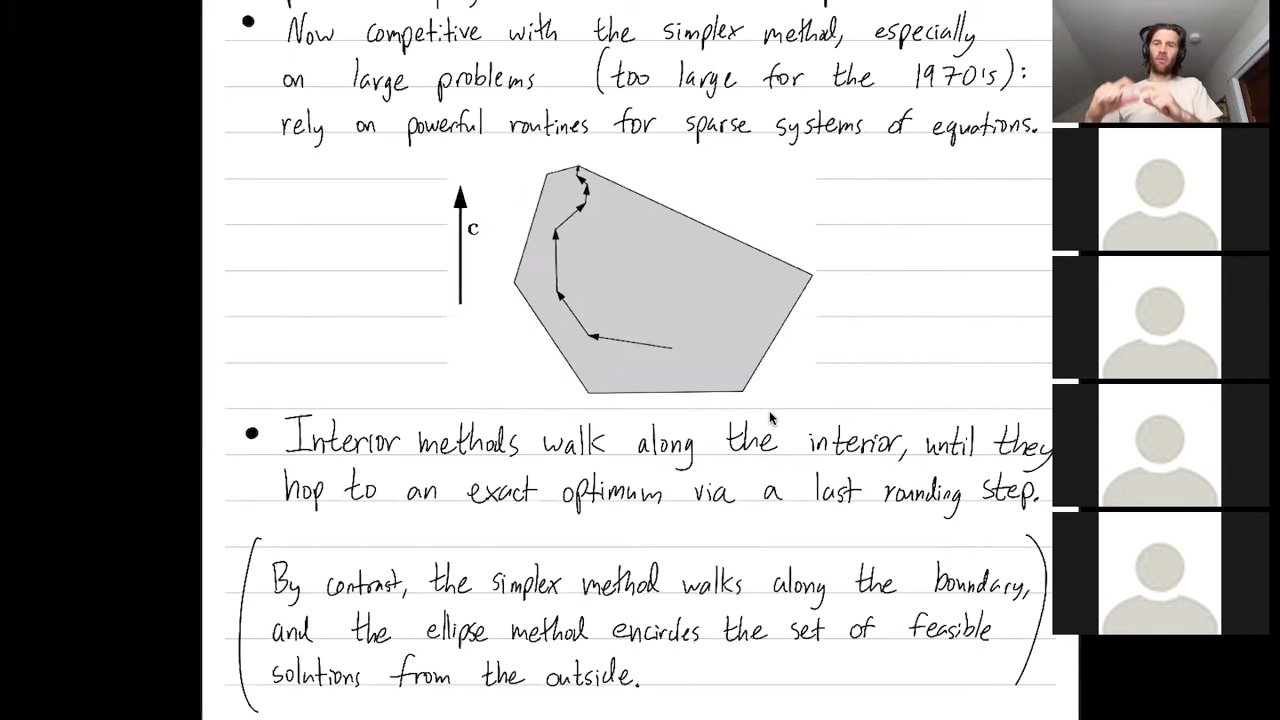 • Now competitive with the simplex method, especially
on large problems (too large for the 1970's):
rely on powerful routines for sparse systems of equations.
c
• Interior methods walk along the interior, until they
hop to an exact optimum via a last rounding step.
(By contrast, the simplex method walks along the boundary,
and the ellipse method encircles the set of feasible
solutions from the outside.)